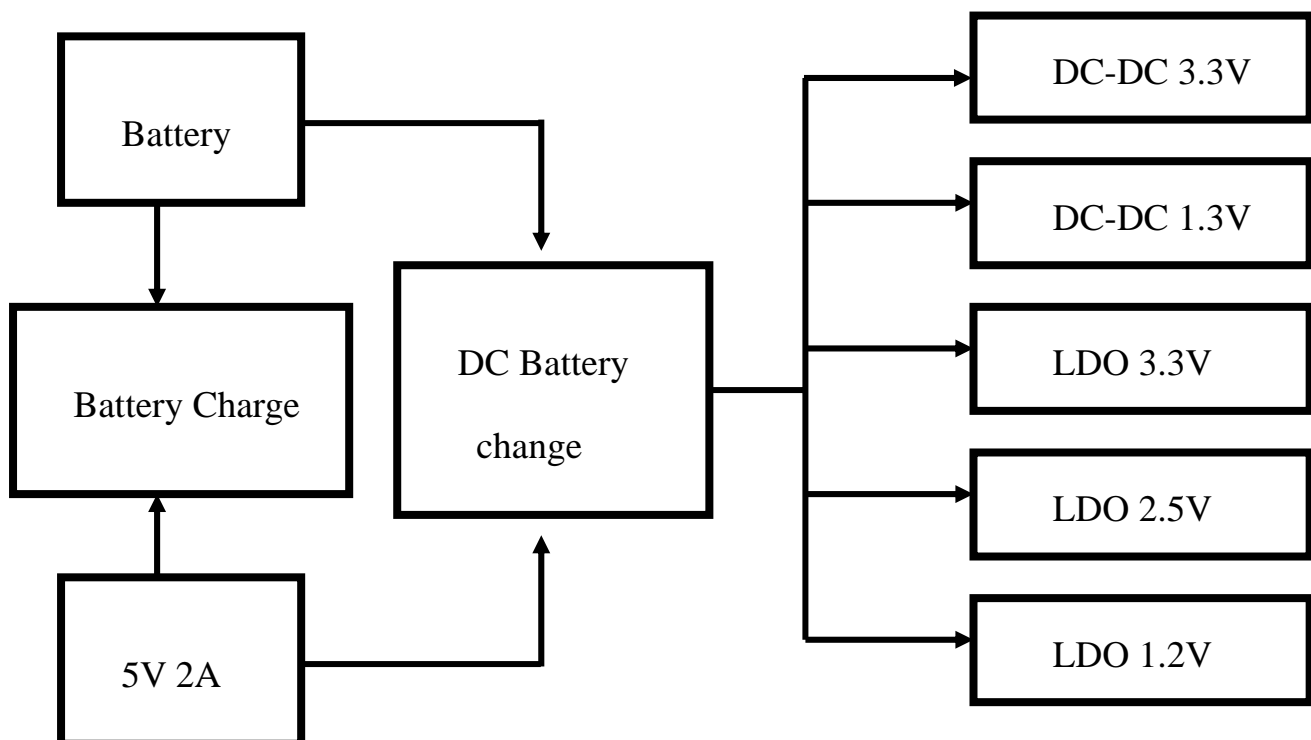 Battery
Battery Charge
5V 2A
DC Battery
change
DC-DC 3.3V
DC-DC 1.3V
LDO 3.3V
LDO 2.5V
LDO 1.2V